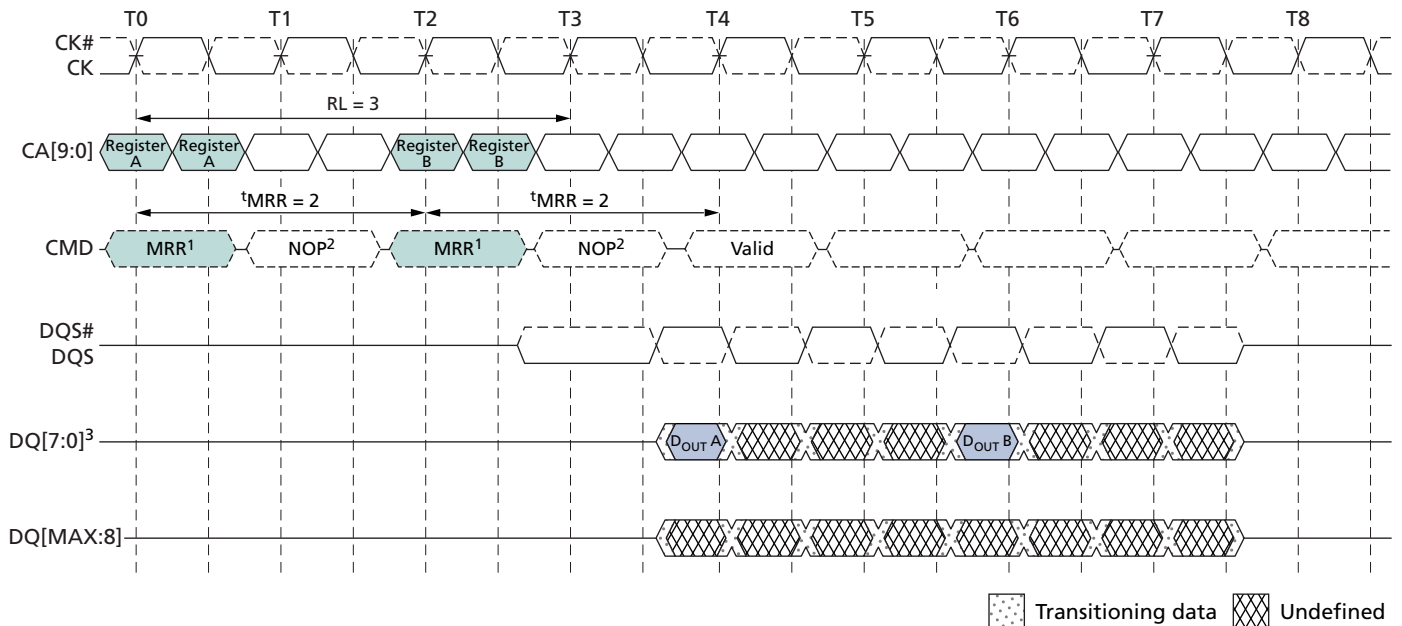 T0 T1 T2 T3 T4 T5 T6 T7 T8
CK#
CK
RL = 3
CA[9:0] Register A Register A Register B Register B
tMRR = 2 tMRR = 2
CMD MRR1 NOP2 MRR1 NOP2 Valid
DQS#
DQS
DQ[7:0]3 DOUT A DOUT B
DQ[MAX:8]
Transitioning data Undefined